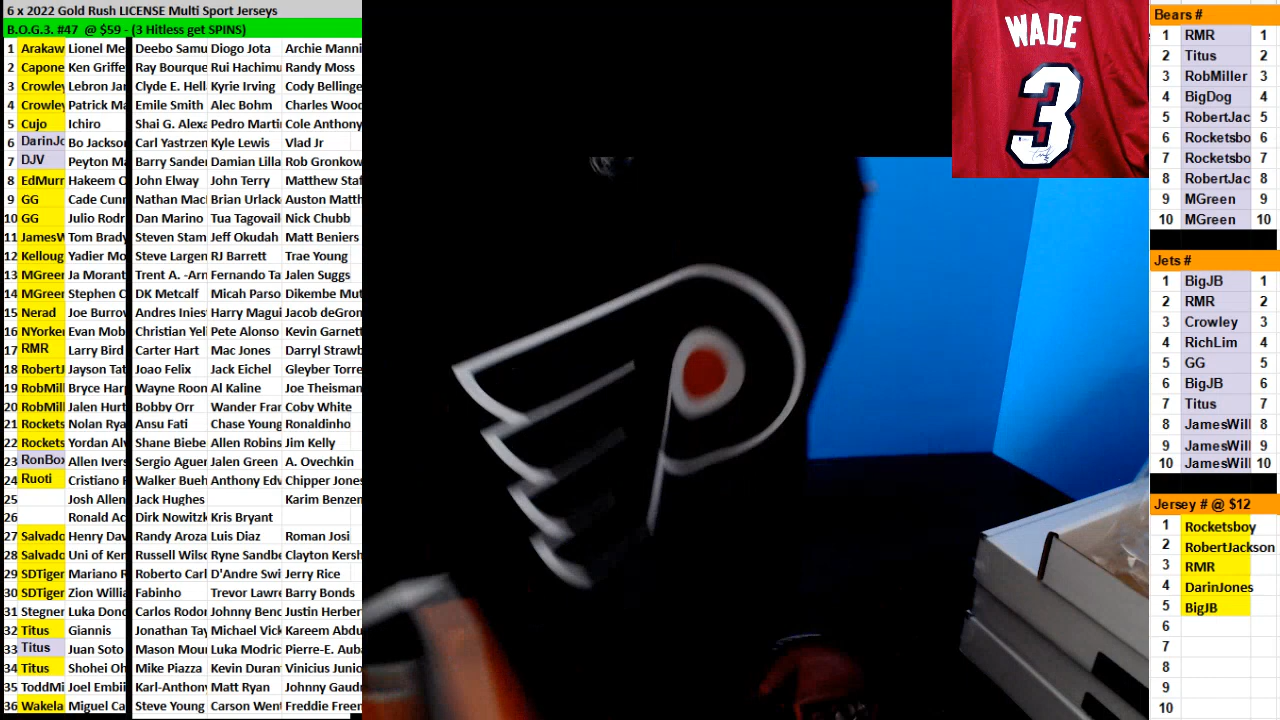 6 x 2022 Gold Rush LICENSE Multi Sport Jerseys
B.O.G.3. #47 @ $59 - (3 Hitless get SPINS)
1 Arakaw Lionel Me Deebo Samu Diogo Jota Archie Manni
2 Capone Ken Griffe Ray Bourque Rui Hachimu Randy Moss
3 Crowley Lebron Jar Clyde E. Hell Kyrie Irving Cody Bellinge
4 Crowley Patrick Ma Emile Smith Alec Bohm Charles Wood
5 Cujo Ichiro Shai G. Alexa Pedro Marti Cole Anthony
6 DarinJo Bo Jackson Carl Yastrzen Kyle Lewis Vlad Jr
7 DJV Peyton Ma Barry Sander Damian Lilla Rob Gronkow
8 EdMurr Hakeem O John Elway John Terry Matthew Staf
9 GG Cade Cunn Nathan Mac Brian Urlack Auston Matth
10 GG Julio Rodr Dan Marino Tua Tagovail Nick Chubb
11 JamesW Tom Brady Steven Stam Jeff Okudah Matt Beniers
12 Kelloug Yadier Mo Steve Largen RJ Barrett Trae Young
13 MGreen Ja Morant Trent A. -Arn Fernando Ta Jalen Suggs
14 MGreen Stephen C DK Metcalf Micah Parso Dikembe Mut
15 Nerad Joe Burrow Andres Inies Harry Magui Jacob deGron
16 NYorker Evan Mob Christian Yeli Pete Alonso Kevin Garnett
17 RMR Larry Bird Carter Hart Mac Jones Darryl Strawb
18 RobertJ Jayson Tat Joao Felix Jack Eichel Gleyber Torre
19 RobMill Bryce Harp Wayne Roon Al Kaline Joe Theisman
20 RobMill Jalen Hurt Bobby Orr Wander Fran Coby White
21 Rockets Nolan Rya Ansu Fati Chase Young Ronaldinho
22 Rockets Yordan Alv Shane Biebe Allen Robins Jim Kelly
23 RonBox Allen Ivers Sergio Aguer Jalen Green A. Ovechkin
24 Ruoti Cristiano R Walker Bueh Anthony Edv Chipper Jones
25 Josh Allen Jack Hughes Karim Benzen
26 Ronald Ac Dirk Nowitzk Kris Bryant
27 Salvado Henry Dav Randy Aroza Luis Diaz Roman Josi
28 Salvado Uni of Ken Russell Wilso Ryne Sandbe Clayton Kersh
29 SDTiger Mariano R Roberto Carl D'Andre Swi Jerry Rice
30 SDTiger Zion Willia Fabinho Trevor Lawre Barry Bonds
31 Stegner Luka Donc Carlos Rodor Johnny Benc Justin Herber
32 Titus Giannis Jonathan Tay Michael Vick Kareem Abdu
33 Titus Juan Soto Mason Mour Luka Modric Pierre-E. Aub
34 Titus Shohei Oh Mike Piazza Kevin Duran Vinicius Junio
35 ToddMi Joel Embii Karl-Anthony Matt Ryan Johnny Gaudr
36 Wakela Miguel Ca Steve Young Carson Went Freddie Freen
WADE
3
Bears #
1 RMR 1
2 Titus 2
3 RobMiller 3
4 BigDog 4
5 RobertJac 5
6 Rocketsbo 6
7 Rocketsbo 7
8 RobertJac 8
9 MGreen 9
10 MGreen 10
Jets #
1 BigJB 1
2 RMR 2
3 Crowley 3
4 RichLim 4
5 GG 5
6 BigJB 6
7 Titus 7
8 JamesWill 8
9 JamesWill 9
10 JamesWill 10
Jersey # @ $12
1 Rocketsboy
2 RobertJackson
3 RMR
4 DarinJones
5 BigJB
6
7
8
9
10